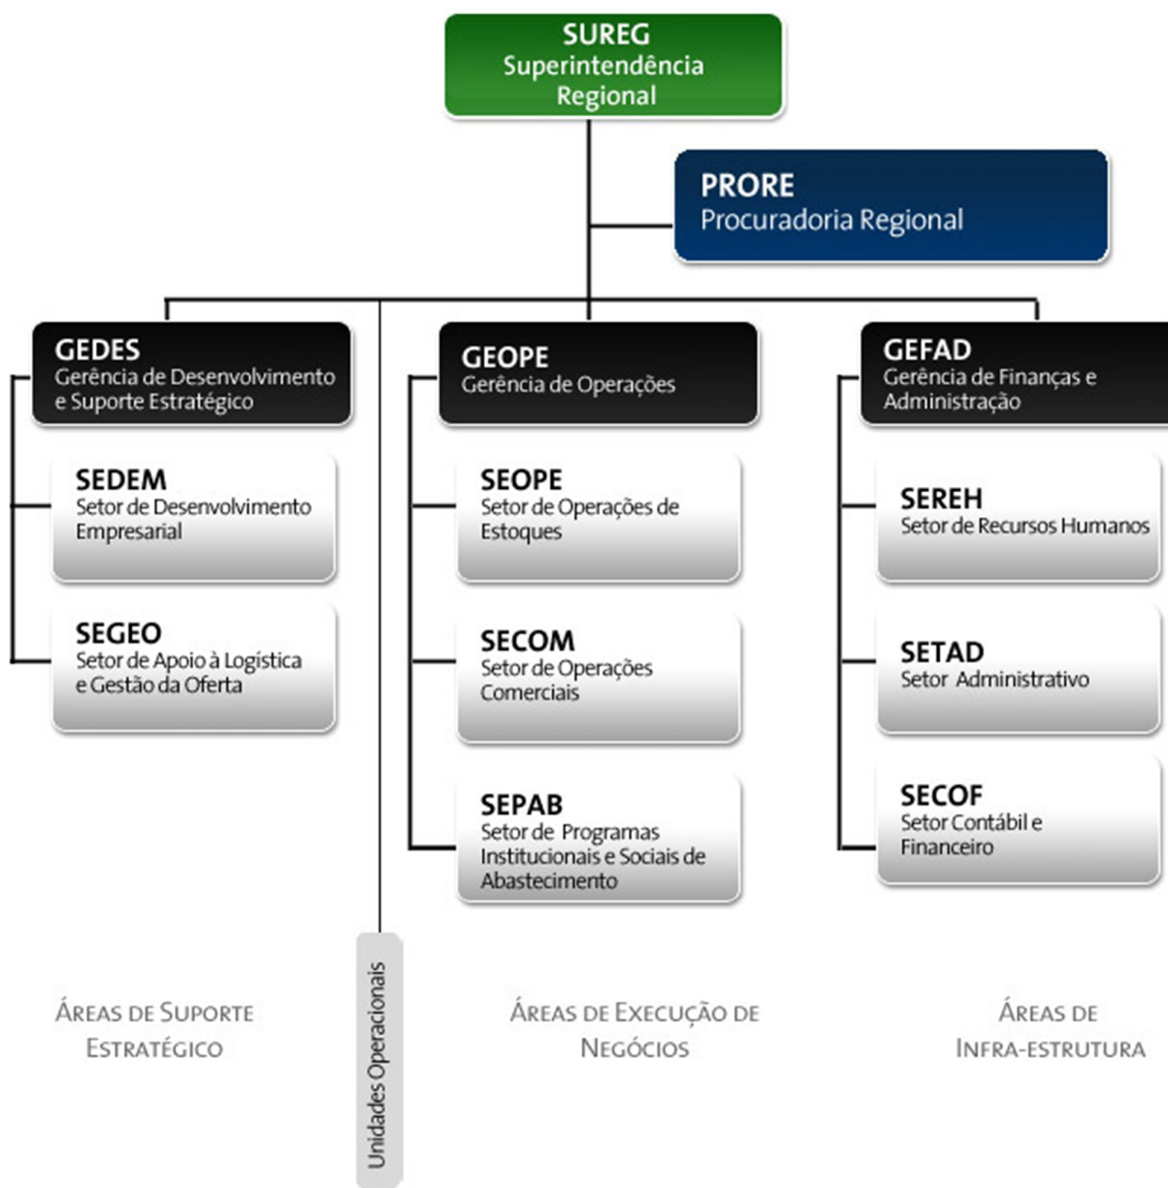 SUREG
Superintendência
Regional
PRORE
Procuradoria Regional
GEDES
Gerência de Desenvolvimento
e Suporte Estratégico
SEDEM
Setor de Desenvolvimento
Empresarial
SEGEO
Setor de Apoio à Logística
e Gestão da Oferta
GEOPE
Gerência de Operações
SEOPE
Setor de Operações de
Estoques
SECOM
Setor de Operações
Comerciais
SEPAB
Setor de Programas
Institucionais e Sociais de
Abastecimento
GEFAD
Gerência de Finanças e
Administração
SEREH
Setor de Recursos Humanos
SETAD
Setor Administrativo
SECOF
Setor Contábil e
Financeiro
Unidades Operacionais
ÁREAS DE SUPORTE
ESTRATÉGICO
ÁREAS DE EXECUÇÃO DE
NEGÓCIOS
ÁREAS DE
INFRA-ESTRUTURA